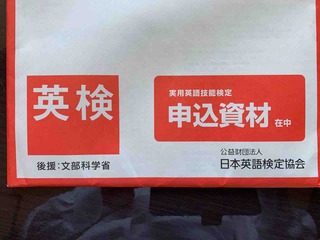 英検
後援:文部科学省
実用英語技能検定
申込資材在中
公益財団法人
日本英語検定協会